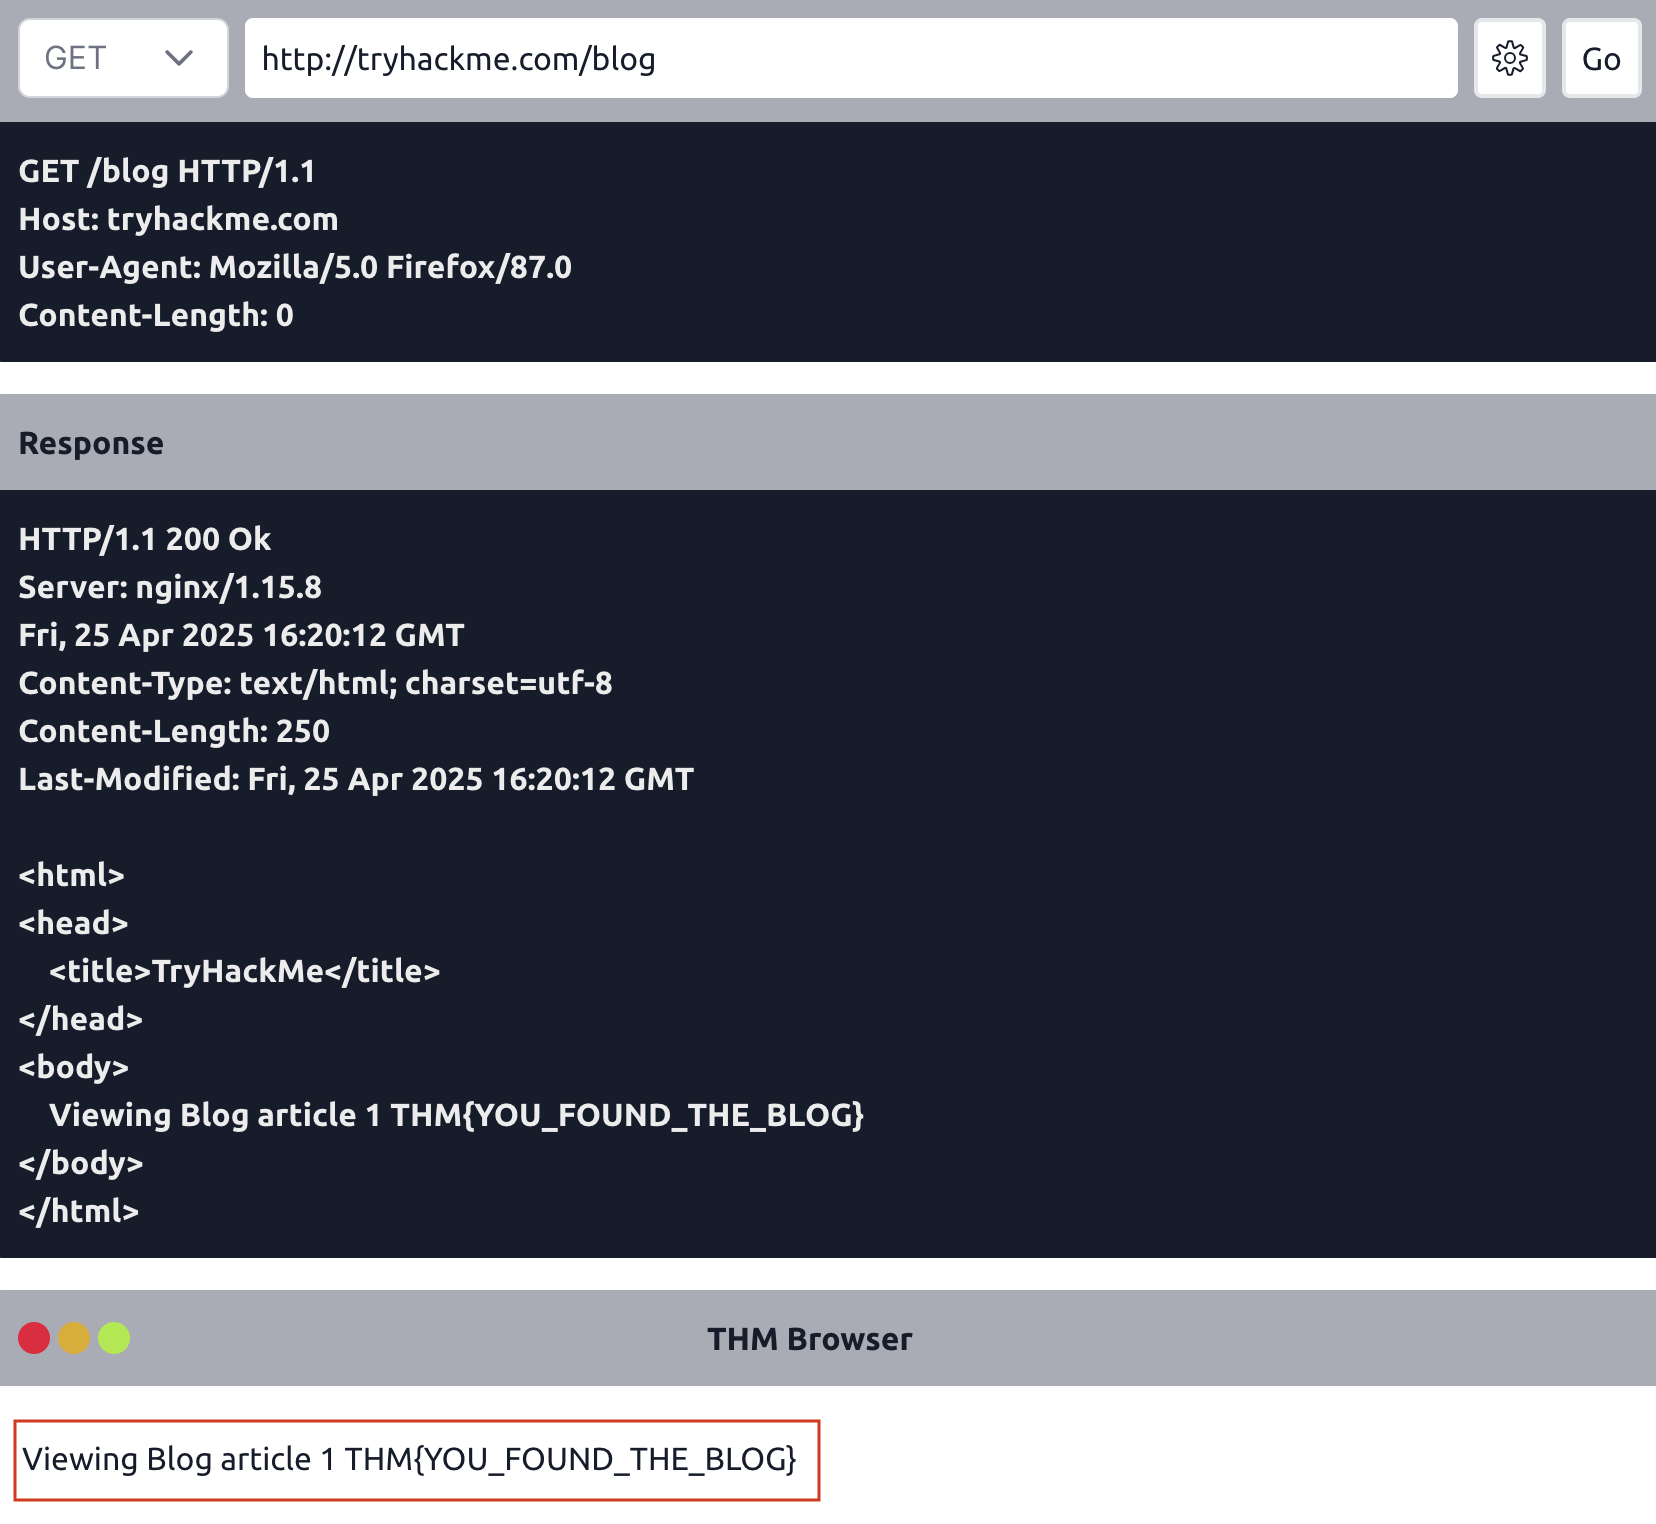 GET
http://tryhackme.com/blog
Go
GET /blog HTTP/1.1
Host: tryhackme.com
User-Agent: Mozilla/5.0 Firefox/87.0
Content-Length: 0
Response
HTTP/1.1 200 Ok
Server: nginx/1.15.8
Fri, 25 Apr 2025 16:20:12 GMT
Content-Type: text/html; charset=utf-8
Content-Length: 250
Last-Modified: Fri, 25 Apr 2025 16:20:12 GMT
<html>
<head>
<title>TryHackMe</title>
</head>
<body>
Viewing Blog article 1 THM{YOU_FOUND_THE_BLOG}
</body>
</html>
THM Browser
Viewing Blog article 1 THM{YOU_FOUND_THE_BLOG}